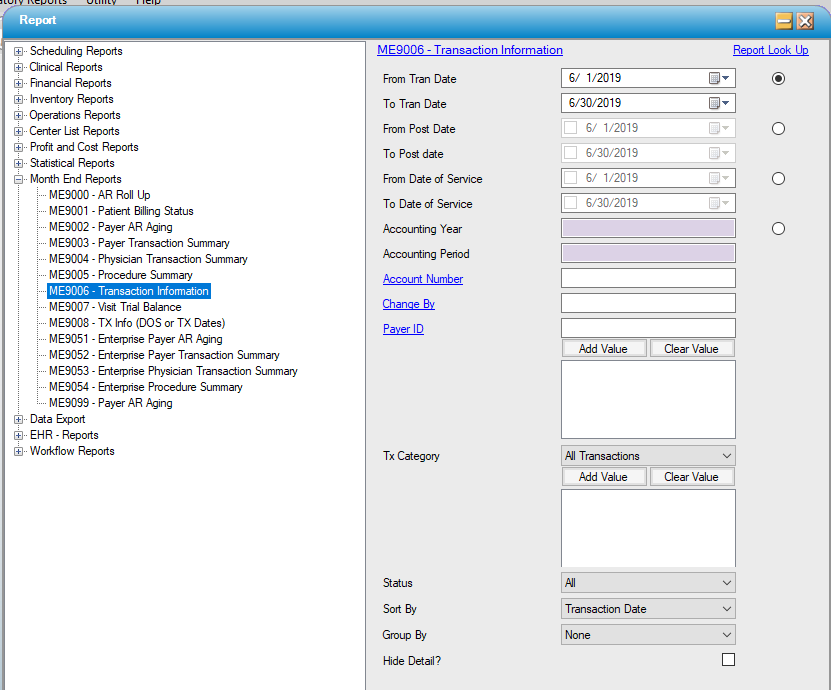 atory Reports Utility Help
Report
Scheduling Reports
Clinical Reports
Financial Reports
Inventory Reports
Operations Reports
Center List Reports
Profit and Cost Reports
Statistical Reports
Month End Reports
ME9000 - AR Roll Up
ME9001 - Patient Billing Status
ME9002 - Payer AR Aging
ME9003 - Payer Transaction Summary
ME9004 - Physician Transaction Summary
ME9005 - Procedure Summary
ME9006 - Transaction Information
ME9007 - Visit Trial Balance
ME9008 - TX Info (DOS or TX Dates)
ME9051 - Enterprise Payer AR Aging
ME9052 - Enterprise Payer Transaction Summary
ME9053 - Enterprise Physician Transaction Summary
ME9054 - Enterprise Procedure Summary
ME9099 - Payer AR Aging
Data Export
EHR - Reports
Workflow Reports
ME9006 - Transaction Information Report Look Up
From Tran Date 6/ 1/2019
To Tran Date 6/30/2019
From Post Date 6/ 1/2019
To Post date 6/30/2019
From Date of Service 6/ 1/2019
To Date of Service 6/30/2019
Accounting Year
Accounting Period
Account Number
Change By
Payer ID
Add Value Clear Value
Tx Category All Transactions
Add Value Clear Value
Status All
Sort By Transaction Date
Group By None
Hide Detail?